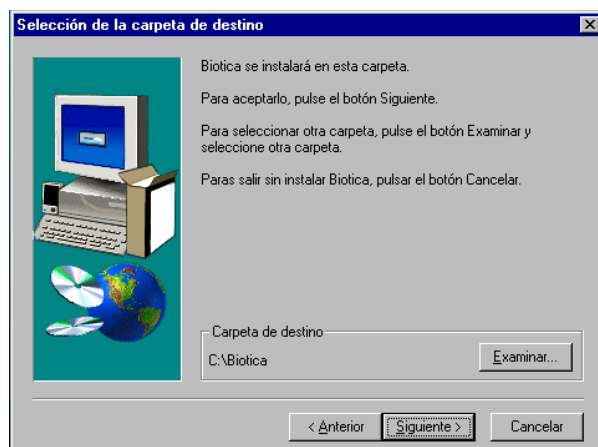 Selección de la carpeta de destino
Biotica se instalará en esta carpeta.
Para aceptarlo, pulse el botón Siguiente.
Para seleccionar otra carpeta, pulse el botón Examinar y
seleccione otra carpeta.
Paras salir sin instalar Biotica, pulsar el botón Cancelar.
Carpeta de destino
C:\Biotica
Examinar...
< Anterior
Siguiente >
Cancelar